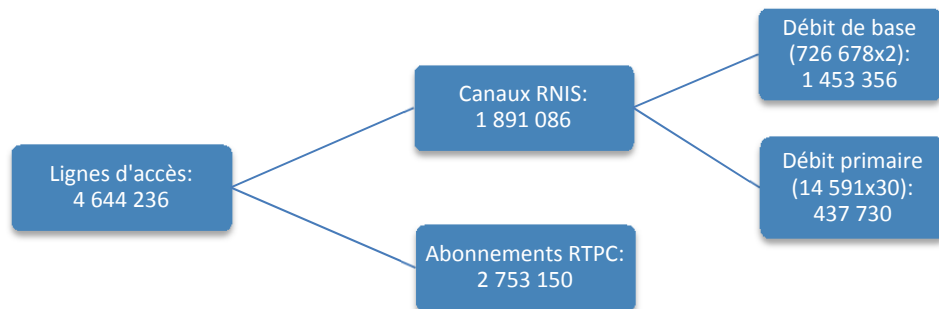 Lignes d'accès:
4 644 236
Canaux RNIS:
1 891 086
Abonnements RTPC:
2 753 150
Débit de base
(726 678x2):
1 453 356
Débit primaire
(14 591x30):
437 730